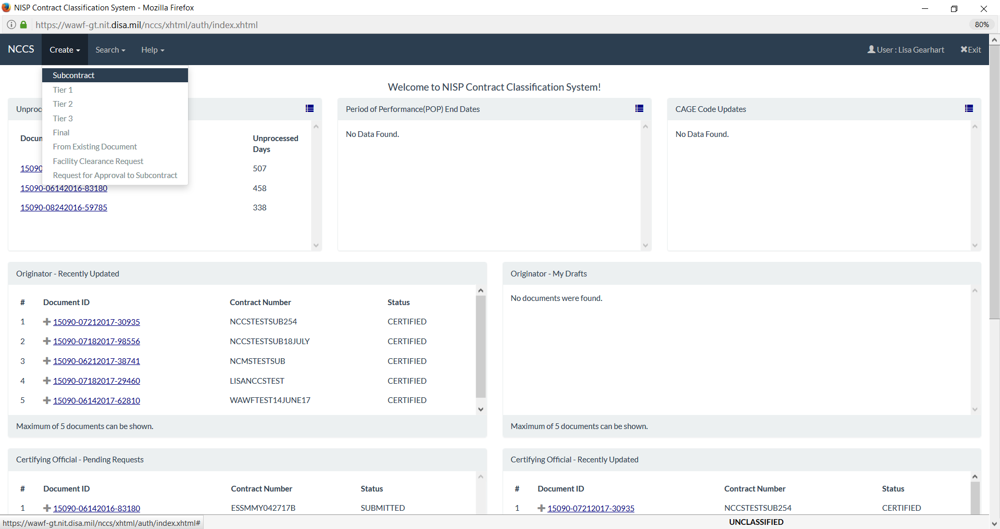 NISP Contract Classification System - Mozilla Firefox
https://wawf-gt.nit.disa.mil/nccs/xhtml/auth/index.xhtml
80%
NCCS Create Search Help User : Lisa Gearhart Exit
Subcontract
Tier 1
Tier 2
Tier 3
Final
From Existing Document
Facility Clearance Request
Request for Approval to Subcontract
Welcome to NISP Contract Classification System!
Unproc
Docum
Unprocessed
Days
15090 507
15090-06142016-83180 458
15090-08242016-59785 338
Period of Performance(POP) End Dates
No Data Found.
CAGE Code Updates
No Data Found.
Originator - Recently Updated
# Document ID Contract Number Status
1 15090-07212017-30935 NCCSTESTSUB254 CERTIFIED
2 15090-07182017-98556 NCCSTESTSUB18JULY CERTIFIED
3 15090-06212017-38741 NCMSTESTSUB CERTIFIED
4 15090-07182017-29460 LISANCCSTEST CERTIFIED
5 15090-06142017-62810 WAWFTEST14JUNE17 CERTIFIED
Maximum of 5 documents can be shown.
Originator - My Drafts
No documents were found.
Maximum of 5 documents can be shown.
Certifying Official - Pending Requests
# Document ID Contract Number Status
1 15090-06142016-83180 ESSMMY042717B SUBMITTED
Certifying Official - Recently Updated
# Document ID Contract Number Status
1 15090-07212017-30935 NCCSTESTSUB254 CERTIFIED
https://wawf-gt.nit.disa.mil/nccs/xhtml/auth/index.xhtml#
UNCLASSIFIED